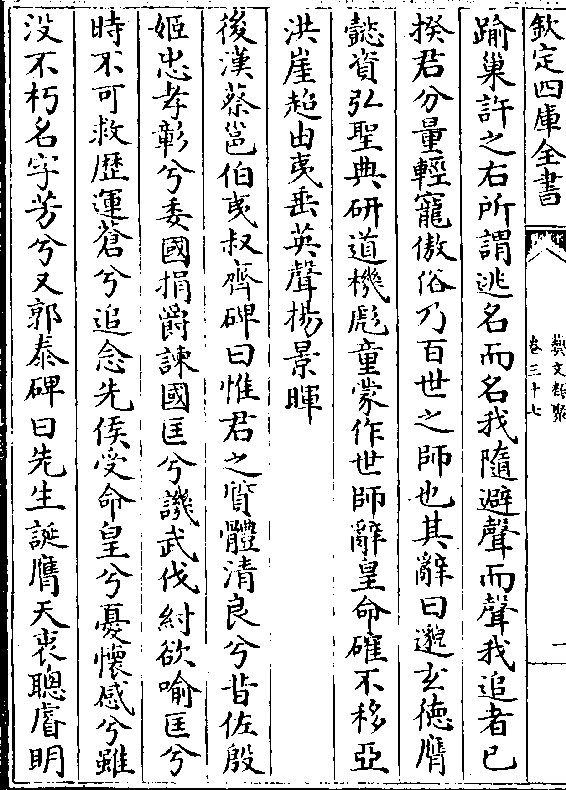 欽定四庫全書
藝文類聚
卷三十七
一
踰巢許之右所謂逃名而名我隨避聲而聲我追者已
揆君分量輕寵傲俗乃百世之師也其辭曰邈玄德膺
懿資弘聖典研道機彪童蒙作世師辭皇命確不移亞
洪崖超由夷垂英聲揚景暉
後漢蔡邕伯夷叔齊碑曰惟君之質體清良兮昔佐殷
姬忠孝彰兮委國捐爵諫國匡兮譏武伐紂欲喻匡兮
時不可救歴運蒼兮追念先侯受命皇兮憂懷感兮雖
沒不朽名字芳兮又郭泰碑曰先生誕膺天衷聰睿明